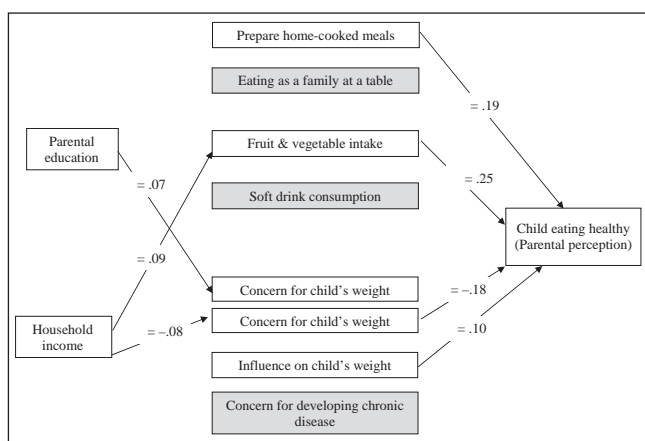 Prepare home-cooked meals
Eating as a family at a table
= .19
Parental
education
Fruit & vegetable intake
= .25
= .07
Soft drink consumption
Child eating healthy
(Parental perception)
= .09
Concern for child's weight
= –.18
Concern for child's weight
Household
income
= –.08
= .10
Influence on child's weight
Concern for developing chronic
disease